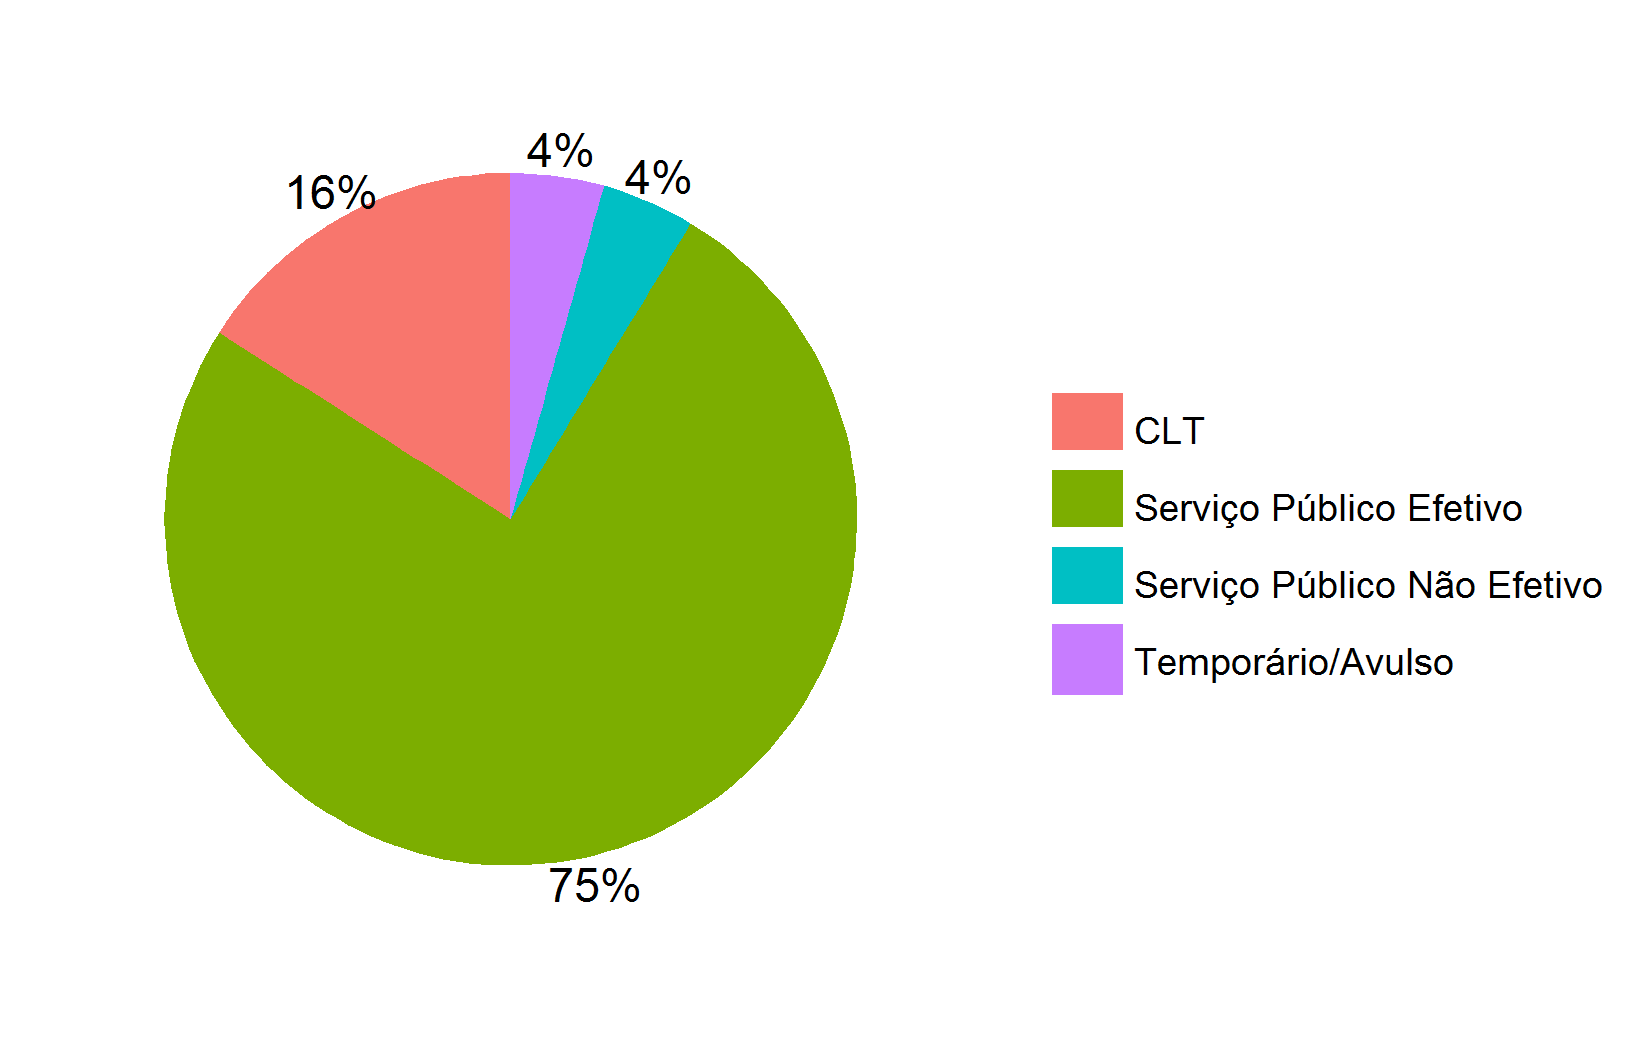 4%
4%
16%
75%
CLT
Serviço Público Efetivo
Serviço Público Não Efetivo
Temporário/Avulso